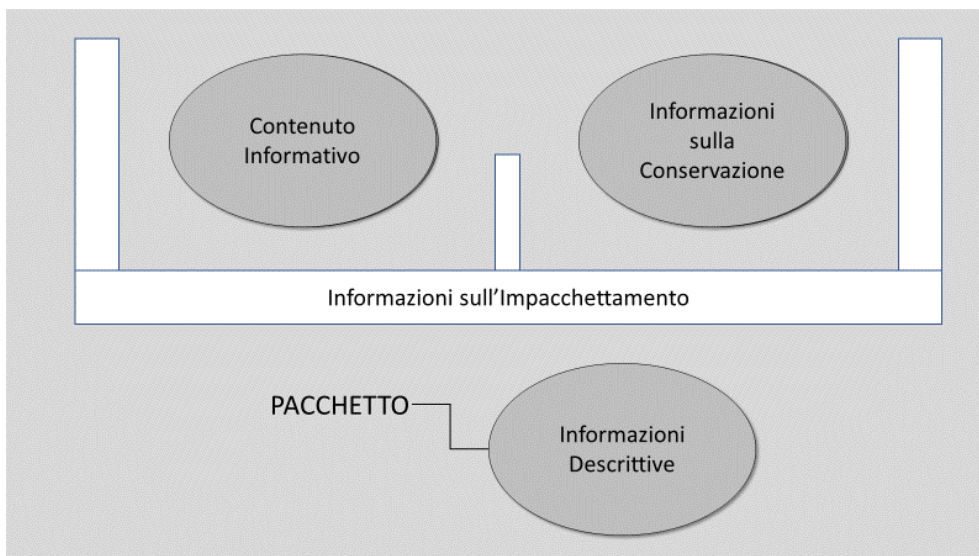 Contenuto
Informativo
Informazioni
sulla
Conservazione
Informazioni sull’Impacchettamento
PACCHETTO
Informazioni
Descrittive